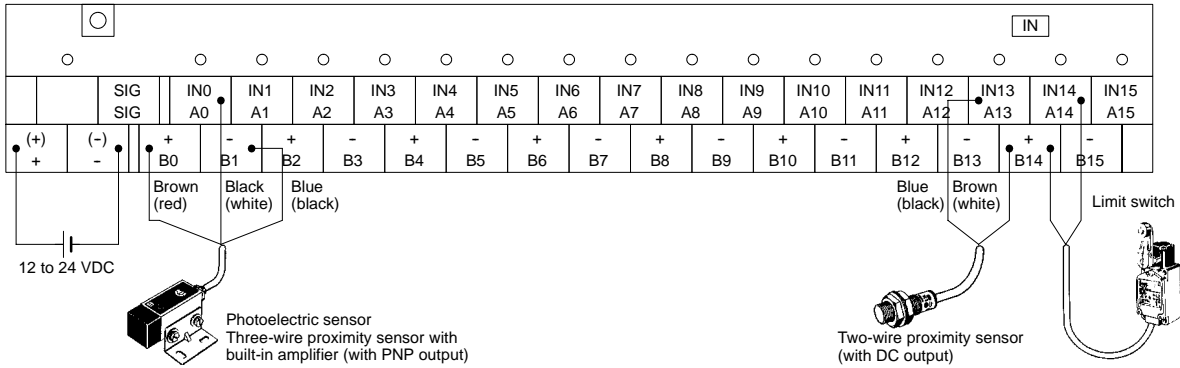 IN
SIG IN0 IN1 IN2 IN3 IN4 IN5 IN6 IN7 IN8 IN9 IN10 IN11 IN12 IN13 IN14 IN15
SIG A0 A1 A2 A3 A4 A5 A6 A7 A8 A9 A10 A11 A12 A13 A14 A15
(+) (-) + - + - + - + - + - + - + - + -
+ - B0 B1 B2 B3 B4 B5 B6 B7 B8 B9 B10 B11 B12 B13 B14 B15
Brown Black Blue Blue Brown
(red) (white) (black) (black) (white)
Limit switch
12 to 24 VDC
Photoelectric sensor
Three-wire proximity sensor with
built-in amplifier (with PNP output)
Two-wire proximity sensor
(with DC output)